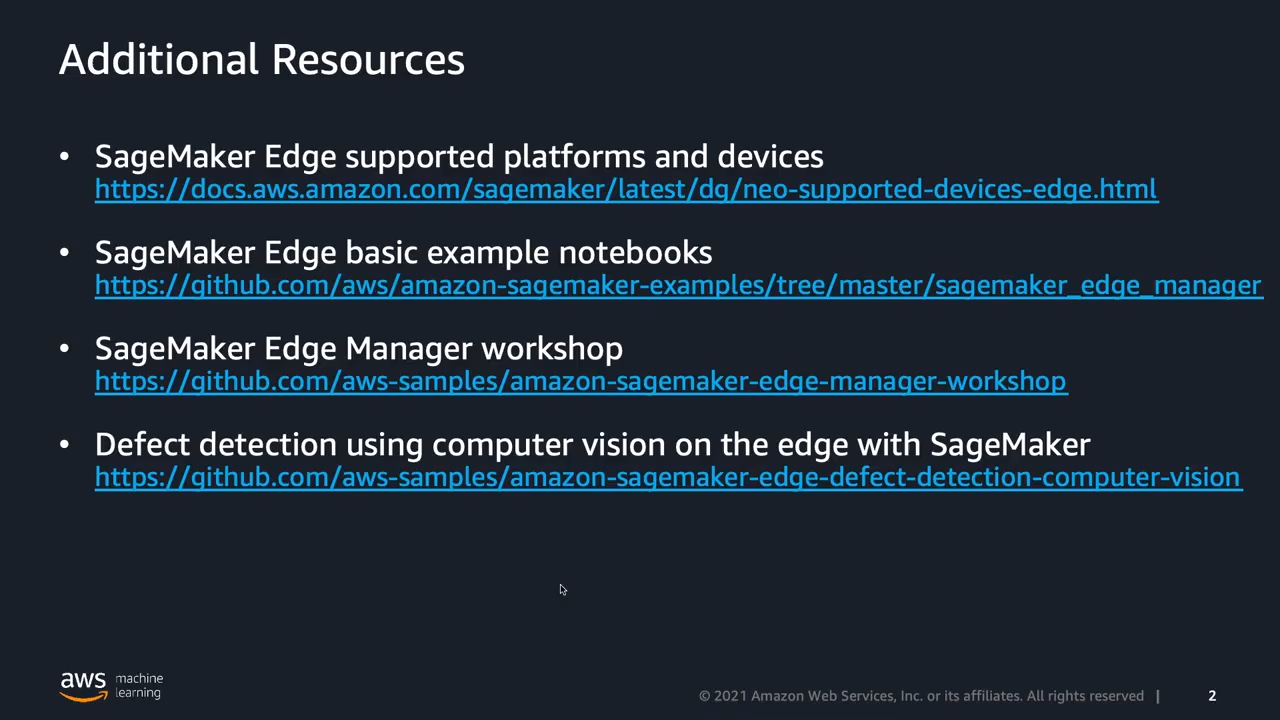 Additional Resources
• SageMaker Edge supported platforms and devices
https://docs.aws.amazon.com/sagemaker/latest/dg/neo-supported-devices-edge.html
• SageMaker Edge basic example notebooks
https://github.com/aws/amazon-sagemaker-examples/tree/master/sagemaker_edge_manager
• SageMaker Edge Manager workshop
https://github.com/aws-samples/amazon-sagemaker-edge-manager-workshop
• Defect detection using computer vision on the edge with SageMaker
https://github.com/aws-samples/amazon-sagemaker-edge-defect-detection-computer-vision
aws machine
learning
© 2021 Amazon Web Services, Inc. or its affiliates. All rights reserved | 2